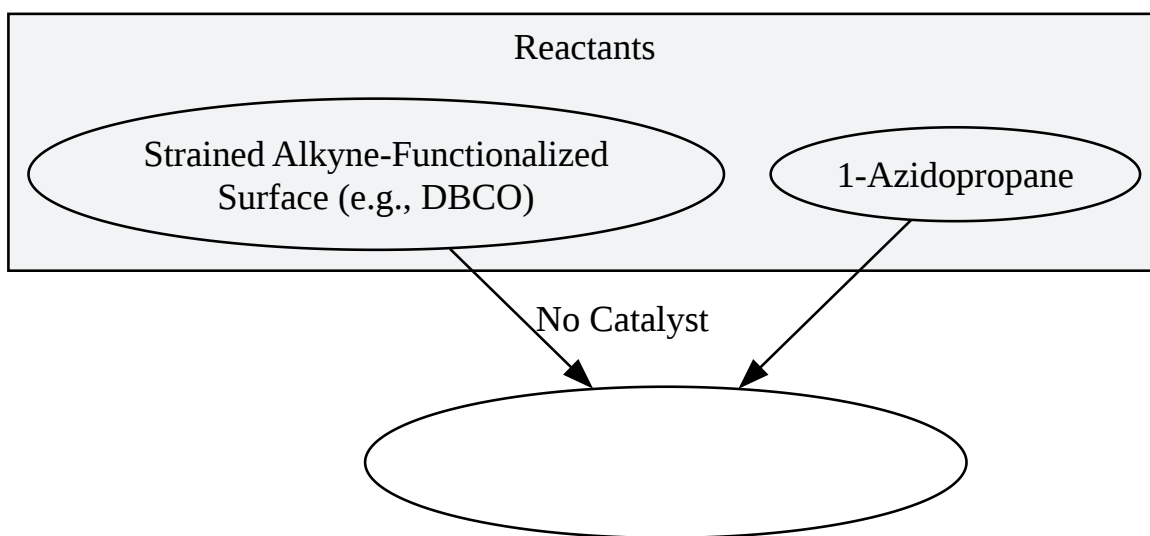 Reactants
Strained Alkyne-Functionalized
Surface (e.g., DBCO)
1-Azidopropane
No Catalyst